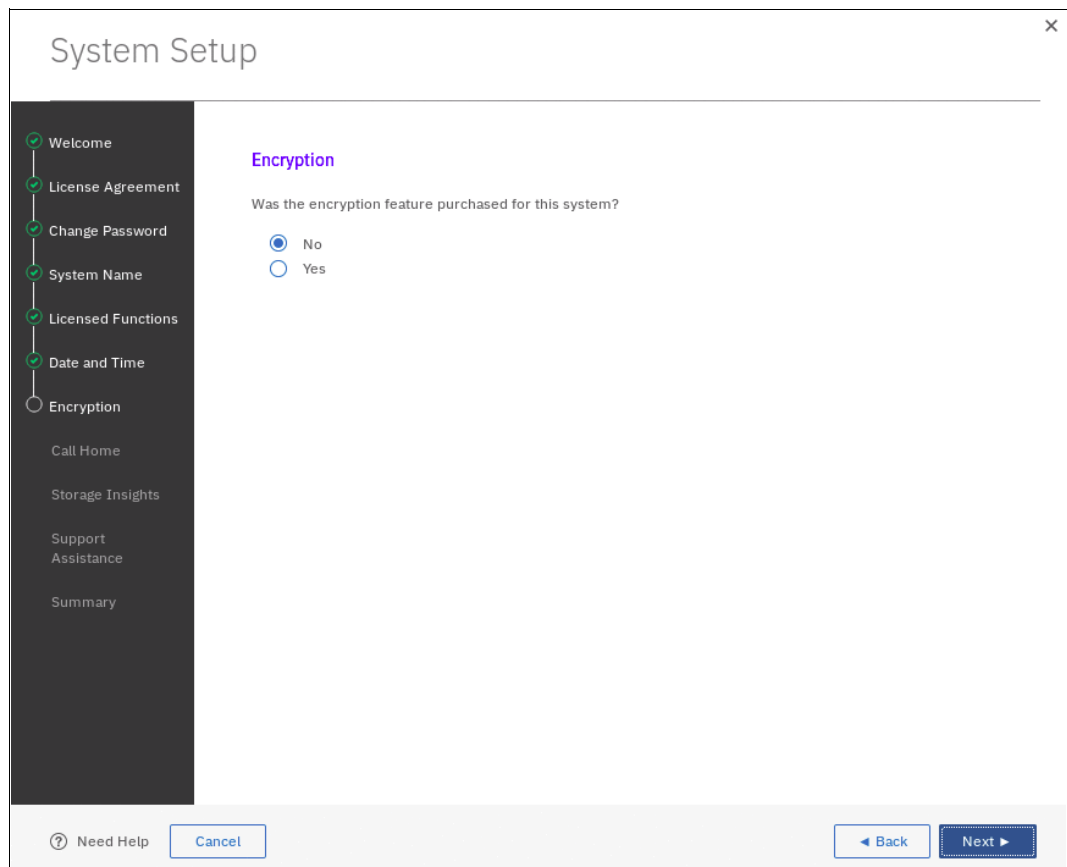 System Setup
Welcome
License Agreement
Change Password
System Name
Licensed Functions
Date and Time
Encryption
Call Home
Storage Insights
Support
Assistance
Summary
Encryption
Was the encryption feature purchased for this system?
No
Yes
Need Help
Cancel
Back
Next